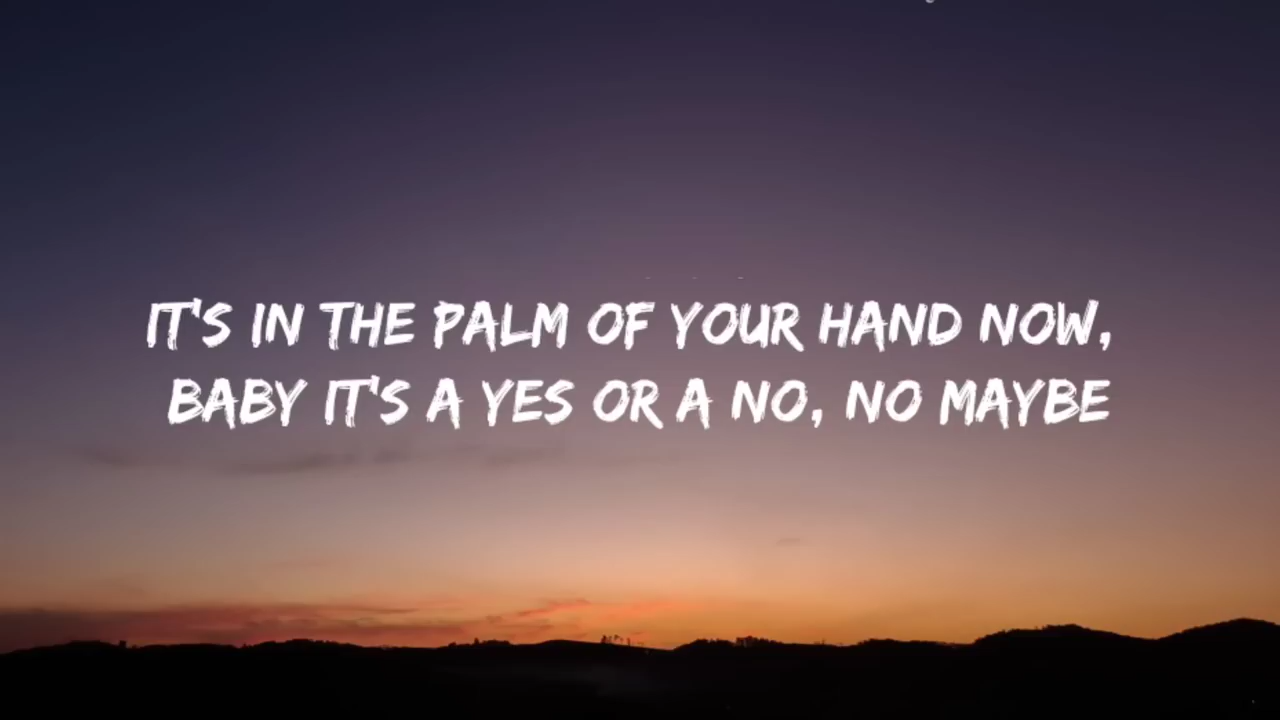 IT'S IN THE PALM OF YOUR HAND NOW,
BABY IT'S A YES OR A NO, NO MAYBE